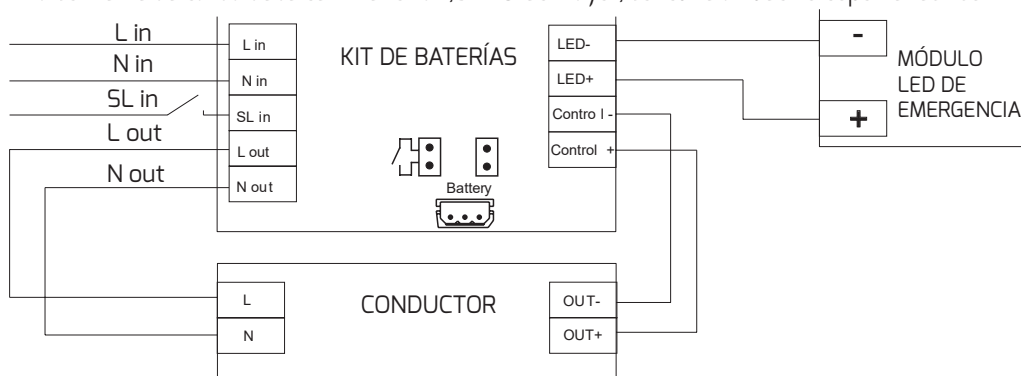 L in
N in
SL in
L out
N out
L in
N in
SL in
L out
N out
KIT DE BATERÍAS
Battery
LED-
LED+
Contro l -
Control +
-
+
MÓDULO
LED DE
EMERGENCIA
L
N
CONDUCTOR
OUT-
OUT+